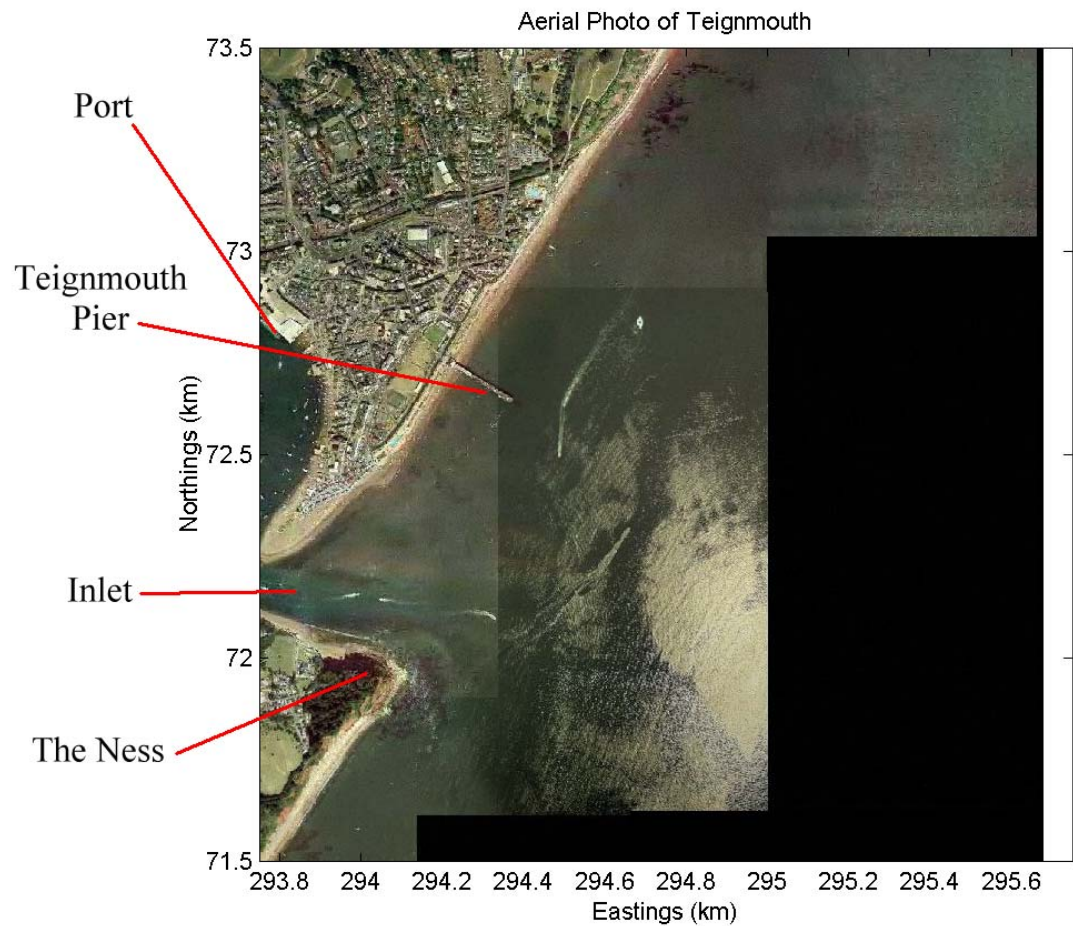 Aerial Photo of Teignmouth
73.5
Port
73
Teignmouth
Pier
Northings (km)
72.5
Inlet
72
The Ness
71.5
293.8 294 294.2 294.4 294.6 294.8 295 295.2 295.4 295.6
Eastings (km)